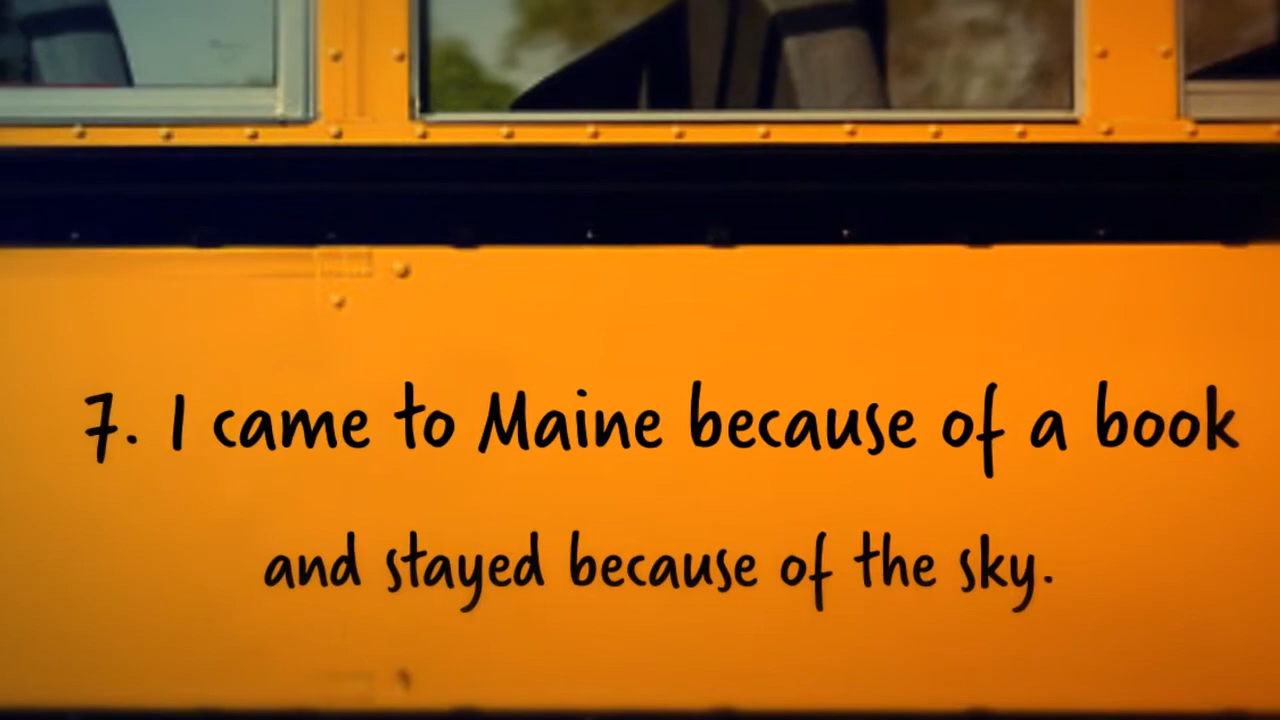 7. I came to Maine because of a book
and stayed because of the sky.